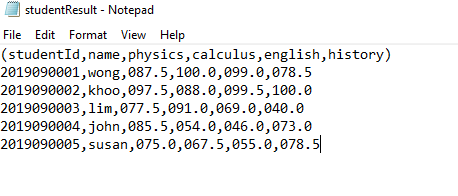 studentResult - Notepad
File Edit Format View Help
(studentId,name,physics,calculus,english,history)
2019090001,wong,087.5,100.0,099.0,078.5
2019090002,khoo,097.5,088.0,099.5,100.0
2019090003,lim,077.5,091.0,069.0,040.0
2019090004,john,085.5,054.0,046.0,073.0
2019090005,susan,075.0,067.5,055.0,078.5